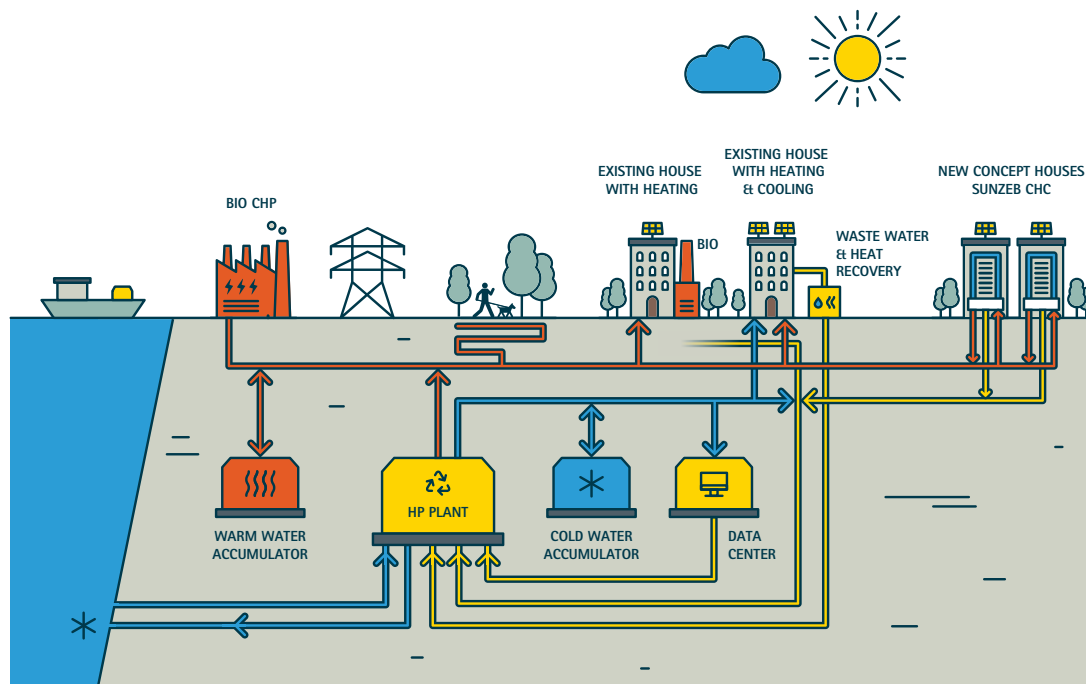 EXISTING HOUSE
WITH HEATING
EXISTING HOUSE
WITH HEATING
& COOLING
NEW CONCEPT HOUSES
SUNZEB CHC
BIO CHP
BIO
WASTE WATER
& HEAT
RECOVERY
HP PLANT
WARM WATER
ACCUMULATOR
COLD WATER
ACCUMULATOR
DATA
CENTER